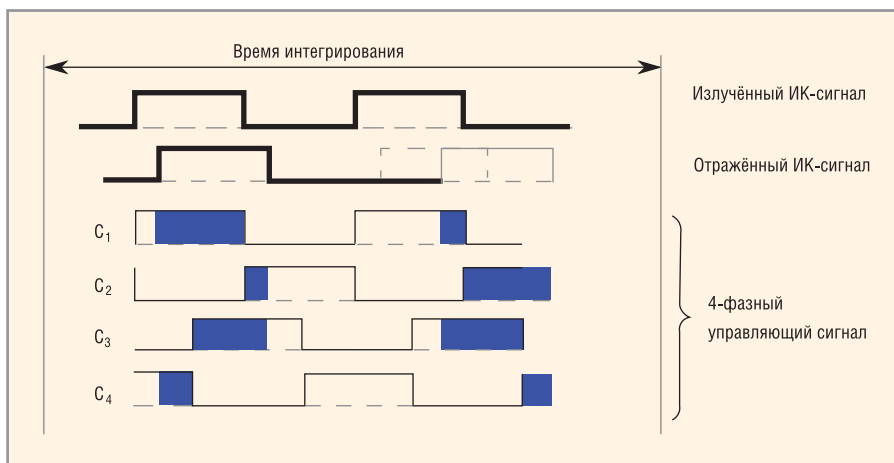 Время интегрирования
Излучённый ИК-сигнал
Отражённый ИК-сигнал
C1
C2
C3
C4
4-фазный
управляющий сигнал